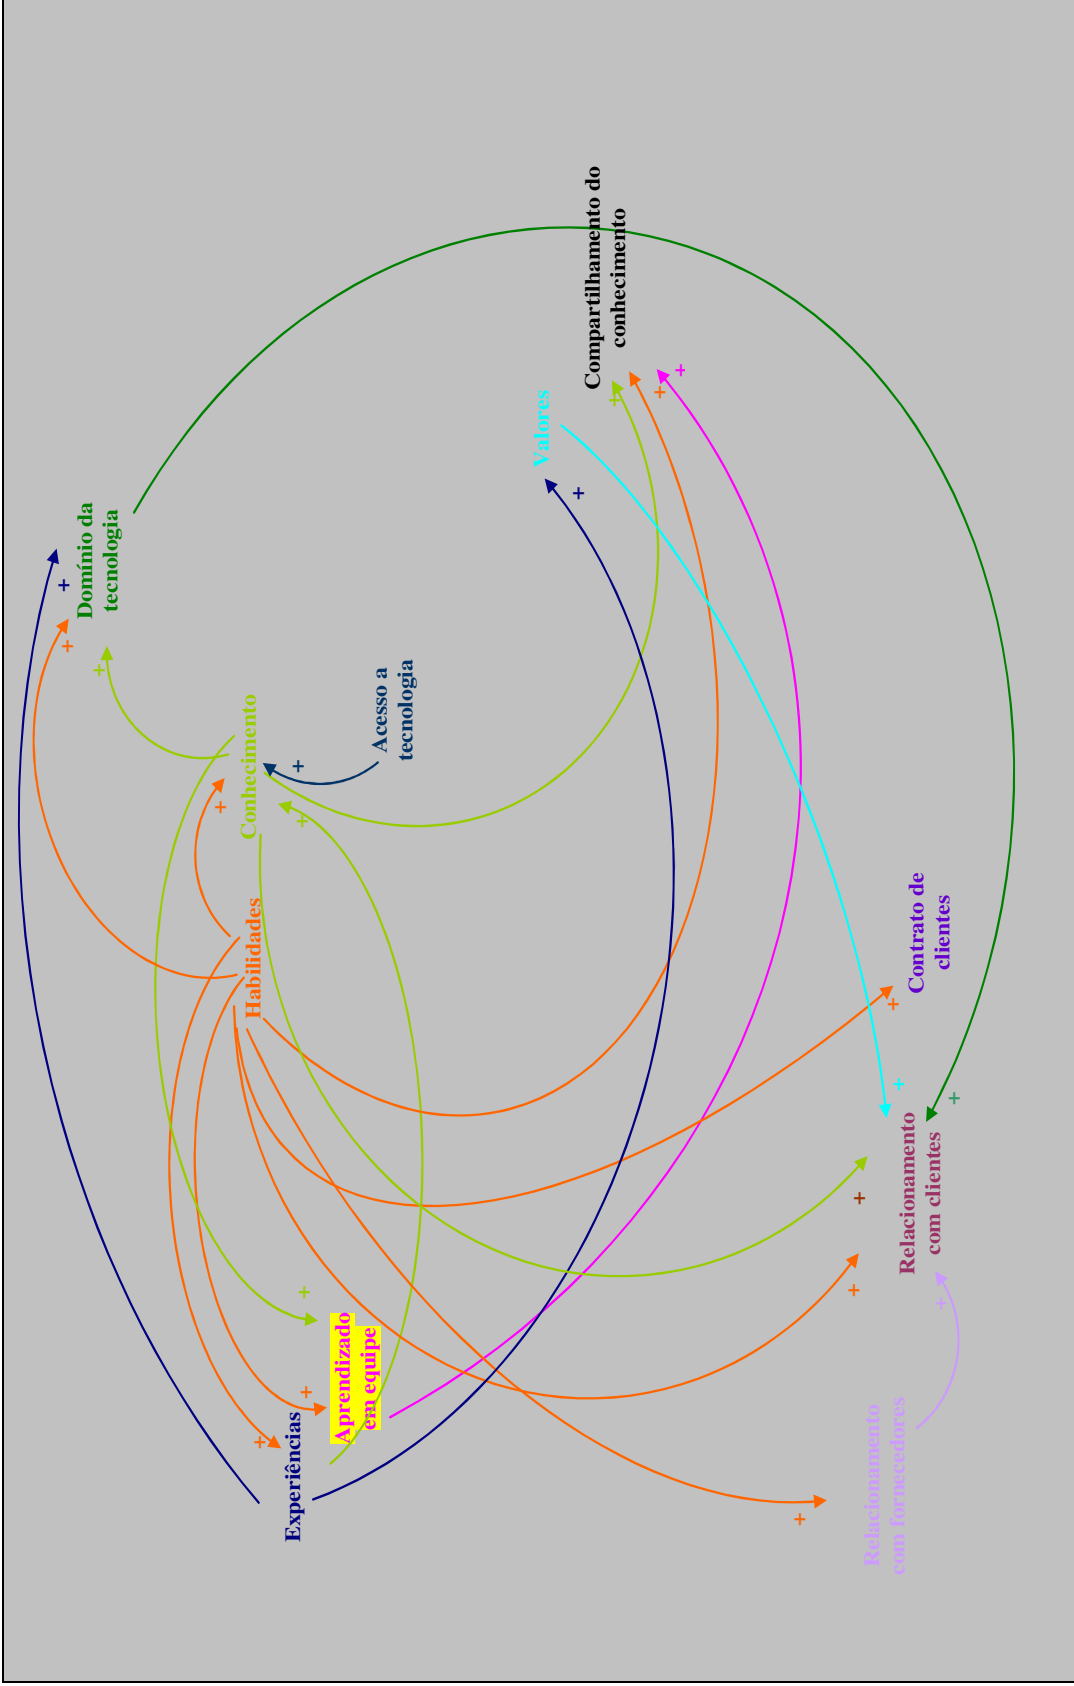 Domínio da
tecnologia
Conhecimento
Habilidades
Experiências
Aprendizado
em equipe
Acesso a
tecnologia
Valores
Compartilhamento do
conhecimento
Relacionamento
com fornecedores
Relacionamento
com clientes
Contrato de
clientes